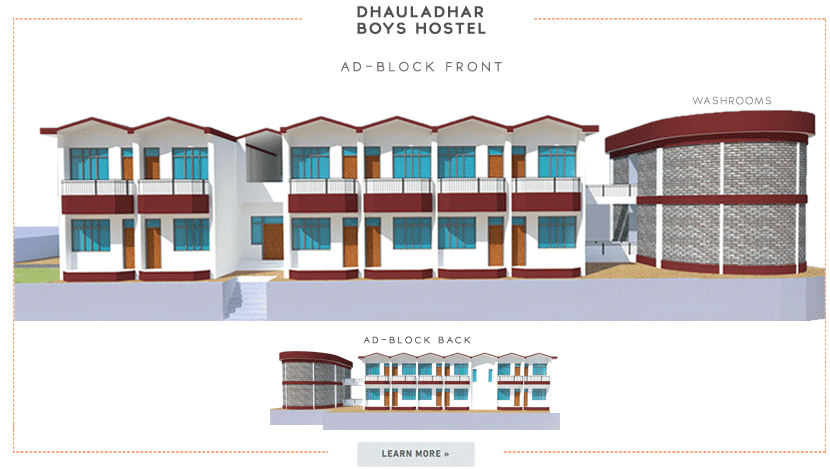 DHAULADHAR
BOYS HOSTEL
AD-BLOCK FRONT
WASHROOMS
AD-BLOCK BACK
LEARN MORE »